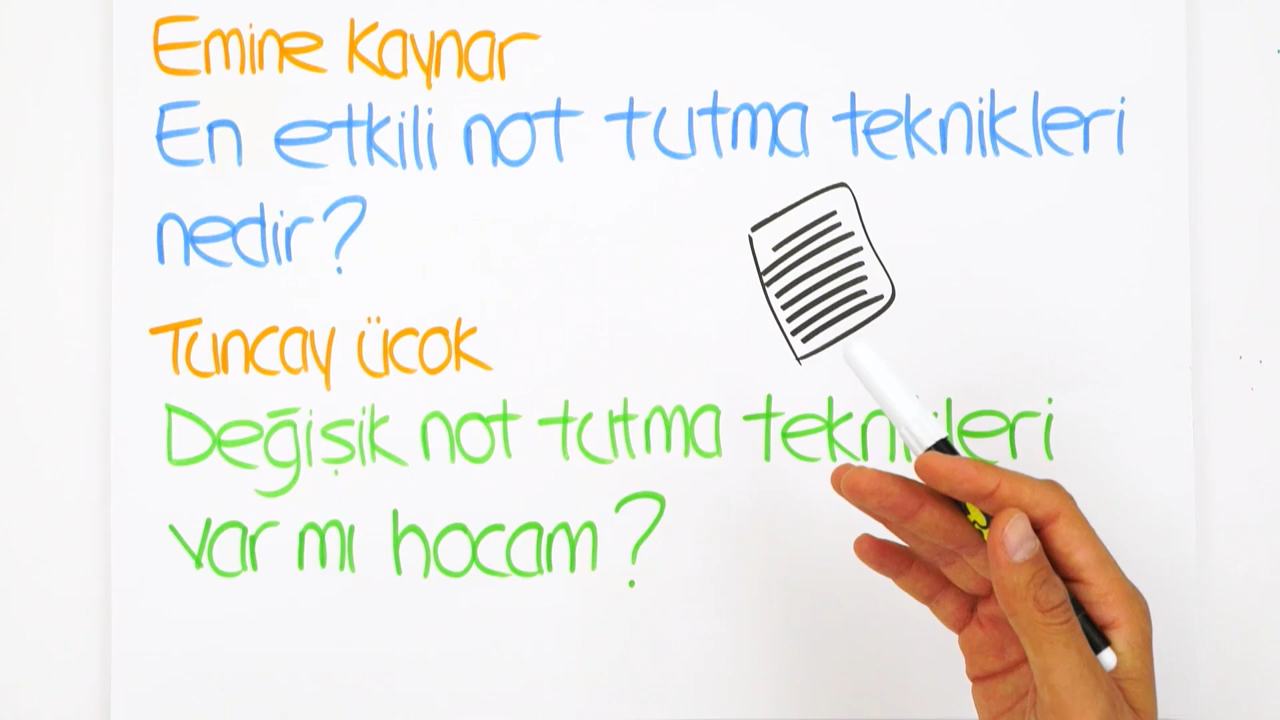 Emine Kaynar
En etkili not tutma teknikleri
nedir?
Tuncay ücok
Değişik not tutma teknikleri
var mı hocam?